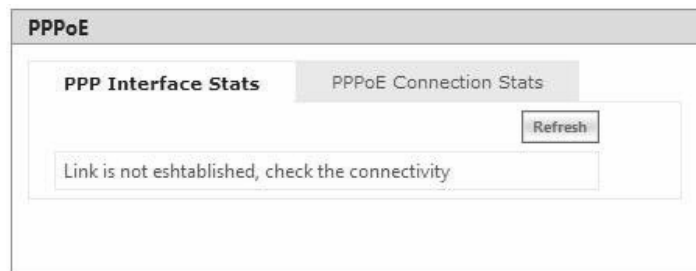 PPPoE
PPP Interface Stats
PPPoE Connection Stats
Refresh
Link is not eshtablished, check the connectivity